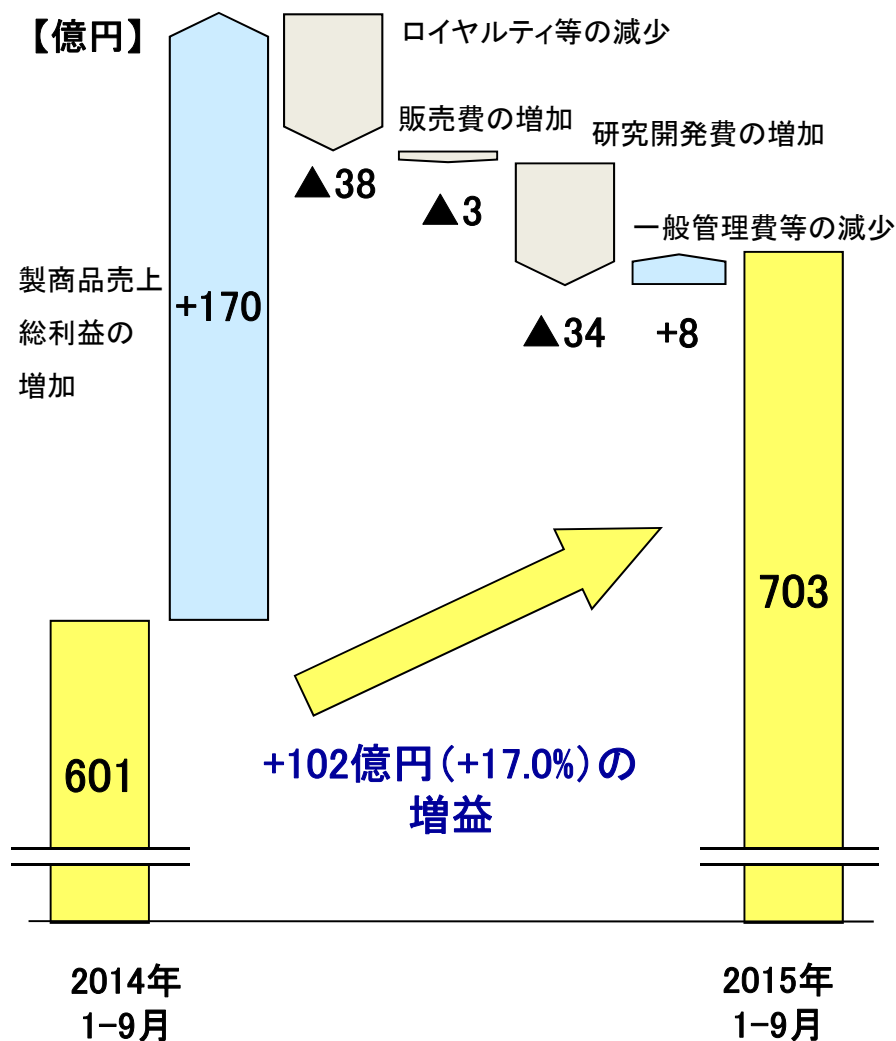 【億円】
ロイヤルティ等の減少
販売費の増加
研究開発費の増加
▲38
▲3
一般管理費等の減少
製商品売上
総利益の
増加
+170
▲34
+8
703
601
+102億円(+17.0%)の
増益
2014年
1-9月
2015年
1-9月